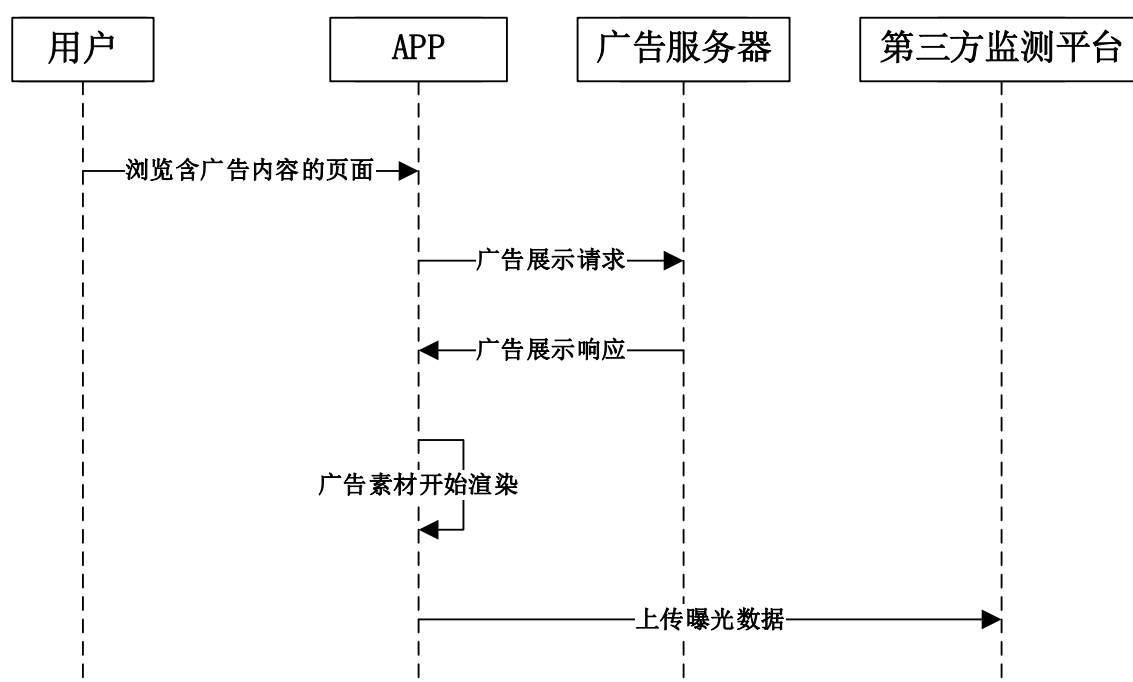 用户
APP
广告服务器
第三方监测平台
浏览含广告内容的页面
广告展示请求
广告展示响应
广告素材开始渲染
上传曝光数据